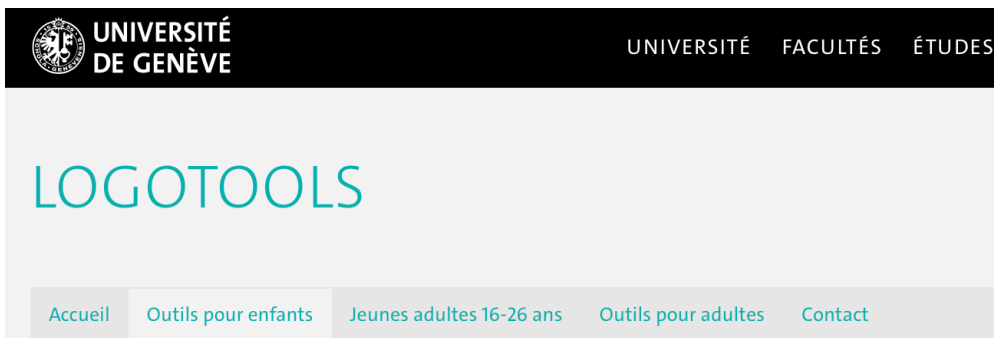 UNIVERSITÉ
DE GENÈVE
UNIVERSITÉ FACULTÉS ÉTUDES
LOGOTOOLS
Accueil Outils pour enfants Jeunes adultes 16-26 ans Outils pour adultes Contact